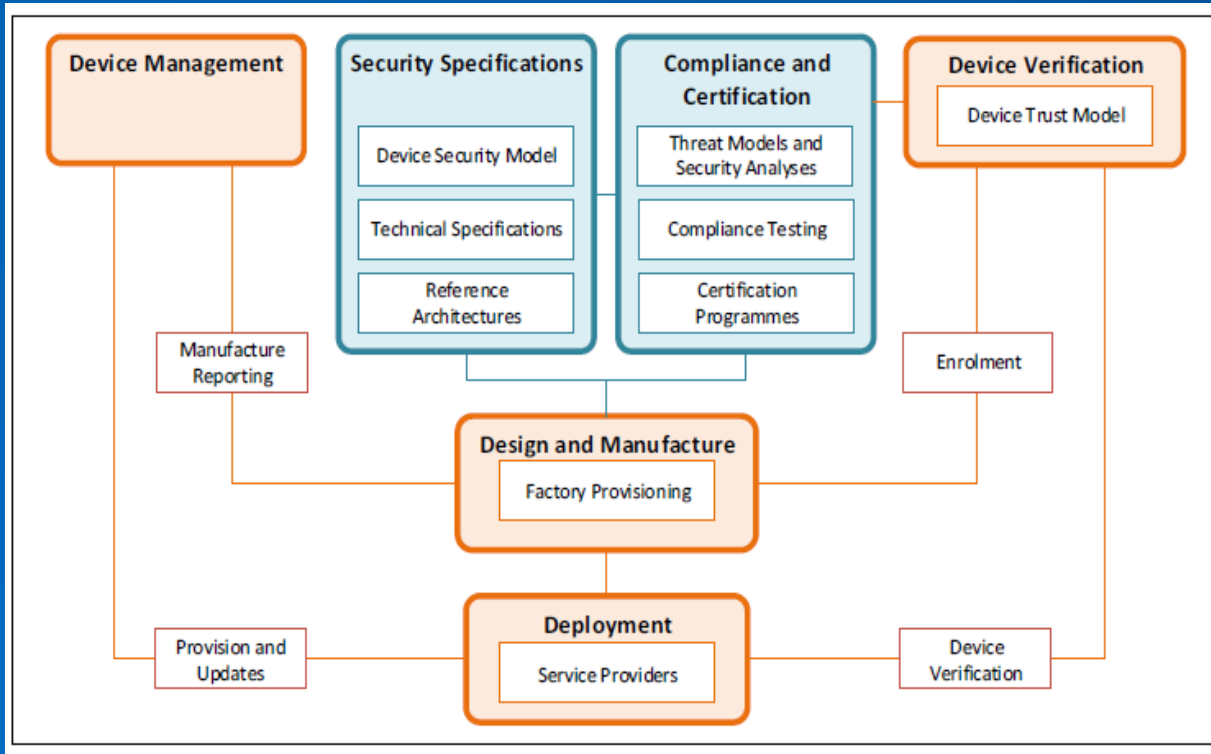 Device Management
Security Specifications
Device Security Model
Technical Specifications
Reference
Architectures
Compliance and
Certification
Threat Models and
Security Analyses
Compliance Testing
Certification
Programmes
Device Verification
Device Trust Model
Manufacture
Reporting
Enrolment
Design and Manufacture
Factory Provisioning
Provision and
Updates
Deployment
Service Providers
Device
Verification